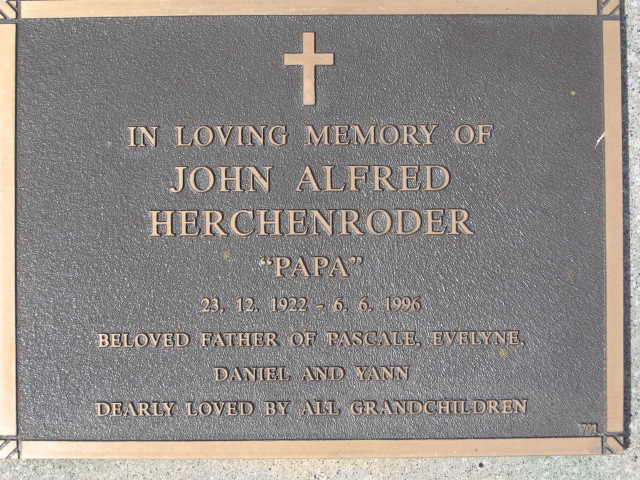 IN LOVING MEMORY OF
JOHN ALFRED
HERCHENRODER
"PAPA"
23. 12. 1922 - 6. 6. 1996
BELOVED FATHER OF PASCALE, EVELYNE,
DANIEL AND YANN
DEARLY LOVED BY ALL GRANDCHILDREN